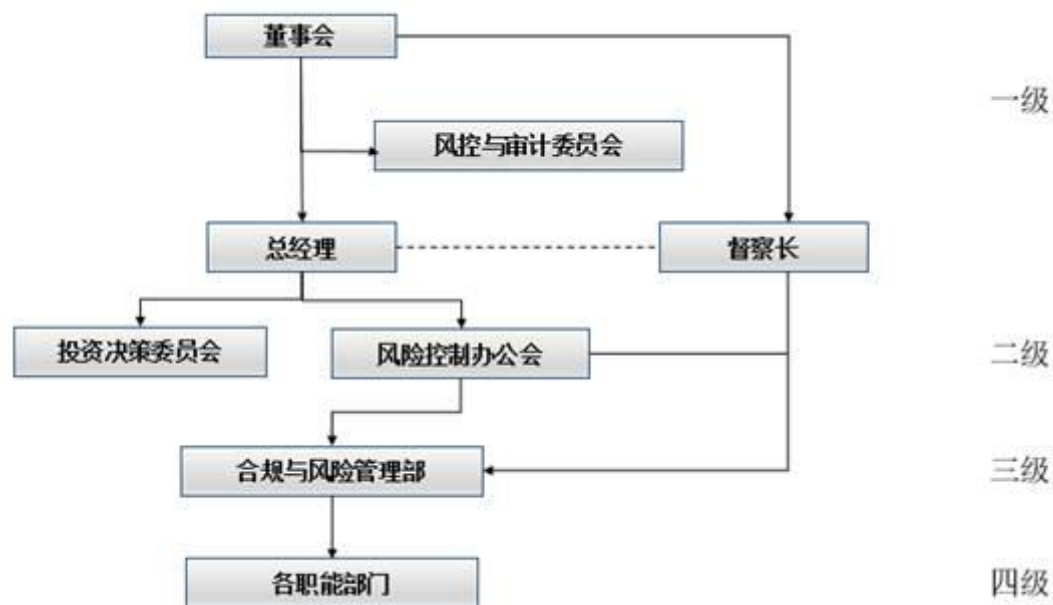 董事会
一级
风控与审计委员会
总经理
督察长
投资决策委员会
风险控制办公会
二级
合规与风险管理部
三级
各职能部门
四级